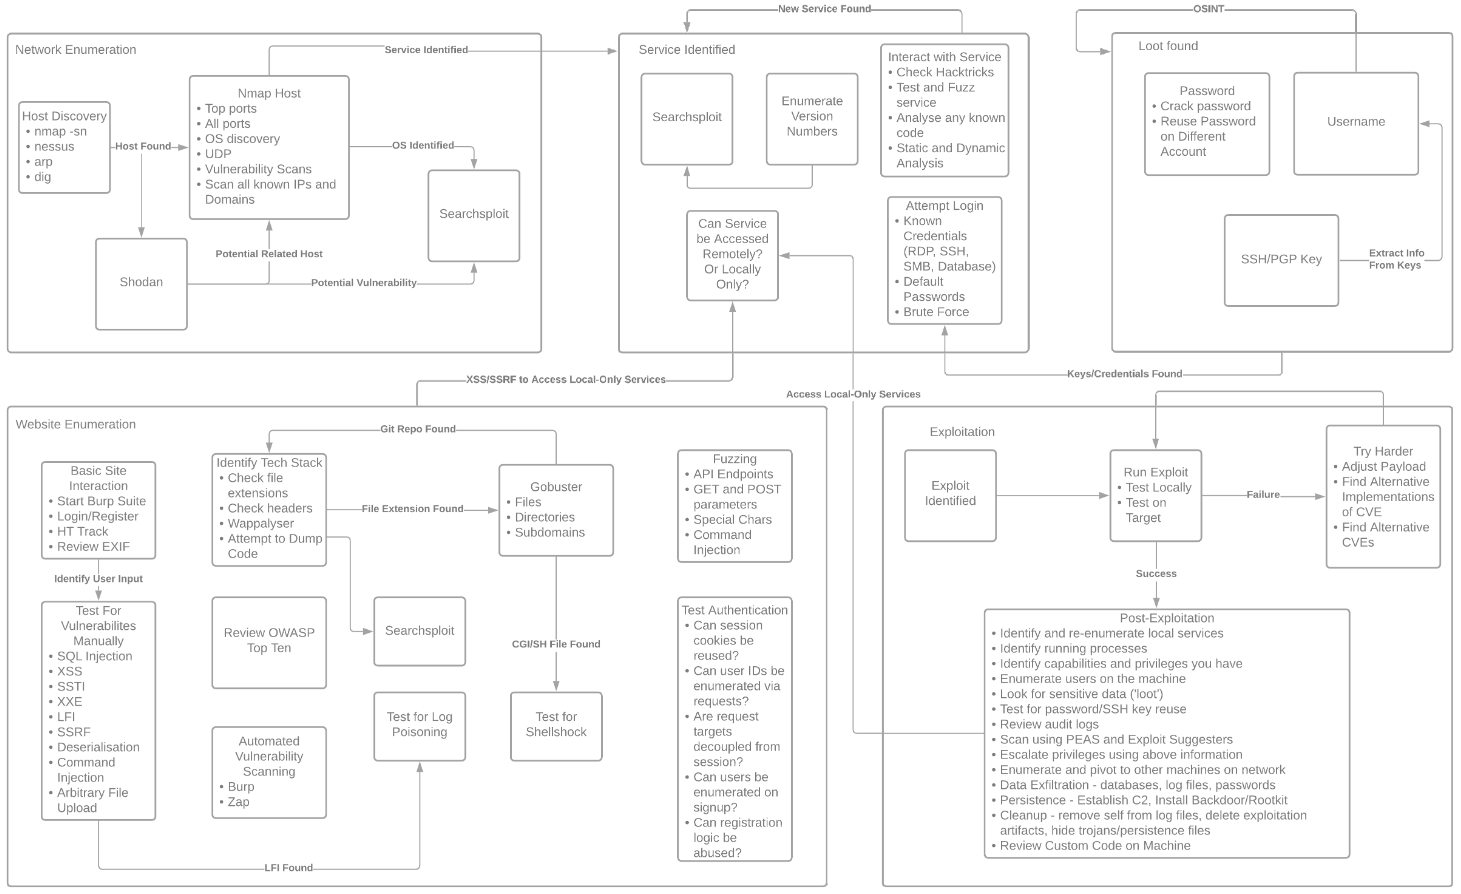 New Service Found
OSINT
Network Enumeration
Service Identified
Host Discovery
• nmap -sn
• nessus
• arp
• dig
Host Found
Nmap Host
• Top ports
• All ports
• OS discovery
• UDP
• Vulnerability Scans
• Scan all known IPs and
Domains
OS Identified
Searchsploit
Shodan
Potential Related Host
Potential Vulnerability
Service Identified
Searchsploit
Enumerate
Version
Numbers
Interact with Service
• Check Hacktricks
• Test and Fuzz
service
• Analyse any known
code
• Static and Dynamic
Analysis
Can Service
be Accessed
Remotely?
Or Locally
Only?
Attempt Login
• Known
Credentials
(RDP, SSH,
SMB, Database)
• Default
Passwords
• Brute Force
Loot found
Password
• Crack password
• Reuse Password
on Different
Account
Username
SSH/PGP Key
Extract Info
From Keys
Keys/Credentials Found
XSS/SSRF to Access Local-Only Services
Access Local-Only Services
Website Enumeration
Basic Site
Interaction
• Start Burp Suite
• Login/Register
• HT Track
• Review EXIF
Identify User Input
Test For
Vulnerabilites
Manually
• SQL Injection
• XSS
• SSTI
• XXE
• LFI
• SSRF
• Deserialisation
• Command
Injection
• Arbitrary File
Upload
LFI Found
Git Repo Found
Identify Tech Stack
• Check file
extensions
• Check headers
• Wappalyser
• Attempt to Dump
Code
File Extension Found
Gobuster
• Files
• Directories
• Subdomains
Review OWASP
Top Ten
Searchsploit
CGI/SH File Found
Automated
Vulnerability
Scanning
• Burp
• Zap
Test for Log
Poisoning
Test for
Shellshock
Fuzzing
• API Endpoints
• GET and POST
parameters
• Special Chars
• Command
Injection
Test Authentication
• Can session
cookies be
reused?
• Can user IDs be
enumerated via
requests?
• Are request
targets
decoupled from
session?
• Can users be
enumerated on
signup?
• Can registration
logic be
abused?
Exploitation
Exploit
Identified
Run Exploit
• Test Locally
• Test on
Target
Failure
Try Harder
• Adjust Payload
• Find Alternative
Implementations
of CVE
• Find Alternative
CVEs
Success
Post-Exploitation
• Identify and re-enumerate local services
• Identify running processes
• Identify capabilities and privileges you have
• Enumerate users on the machine
• Look for sensitive data ('loot')
• Test for password/SSH key reuse
• Review audit logs
• Scan using PEAS and Exploit Suggesters
• Escalate privileges using above information
• Enumerate and pivot to other machines on network
• Data Exfiltration - databases, log files, passwords
• Persistence - Establish C2, Install Backdoor/Rootkit
• Cleanup - remove self from log files, delete exploitation
artifacts, hide trojans/persistence files
• Review Custom Code on Machine